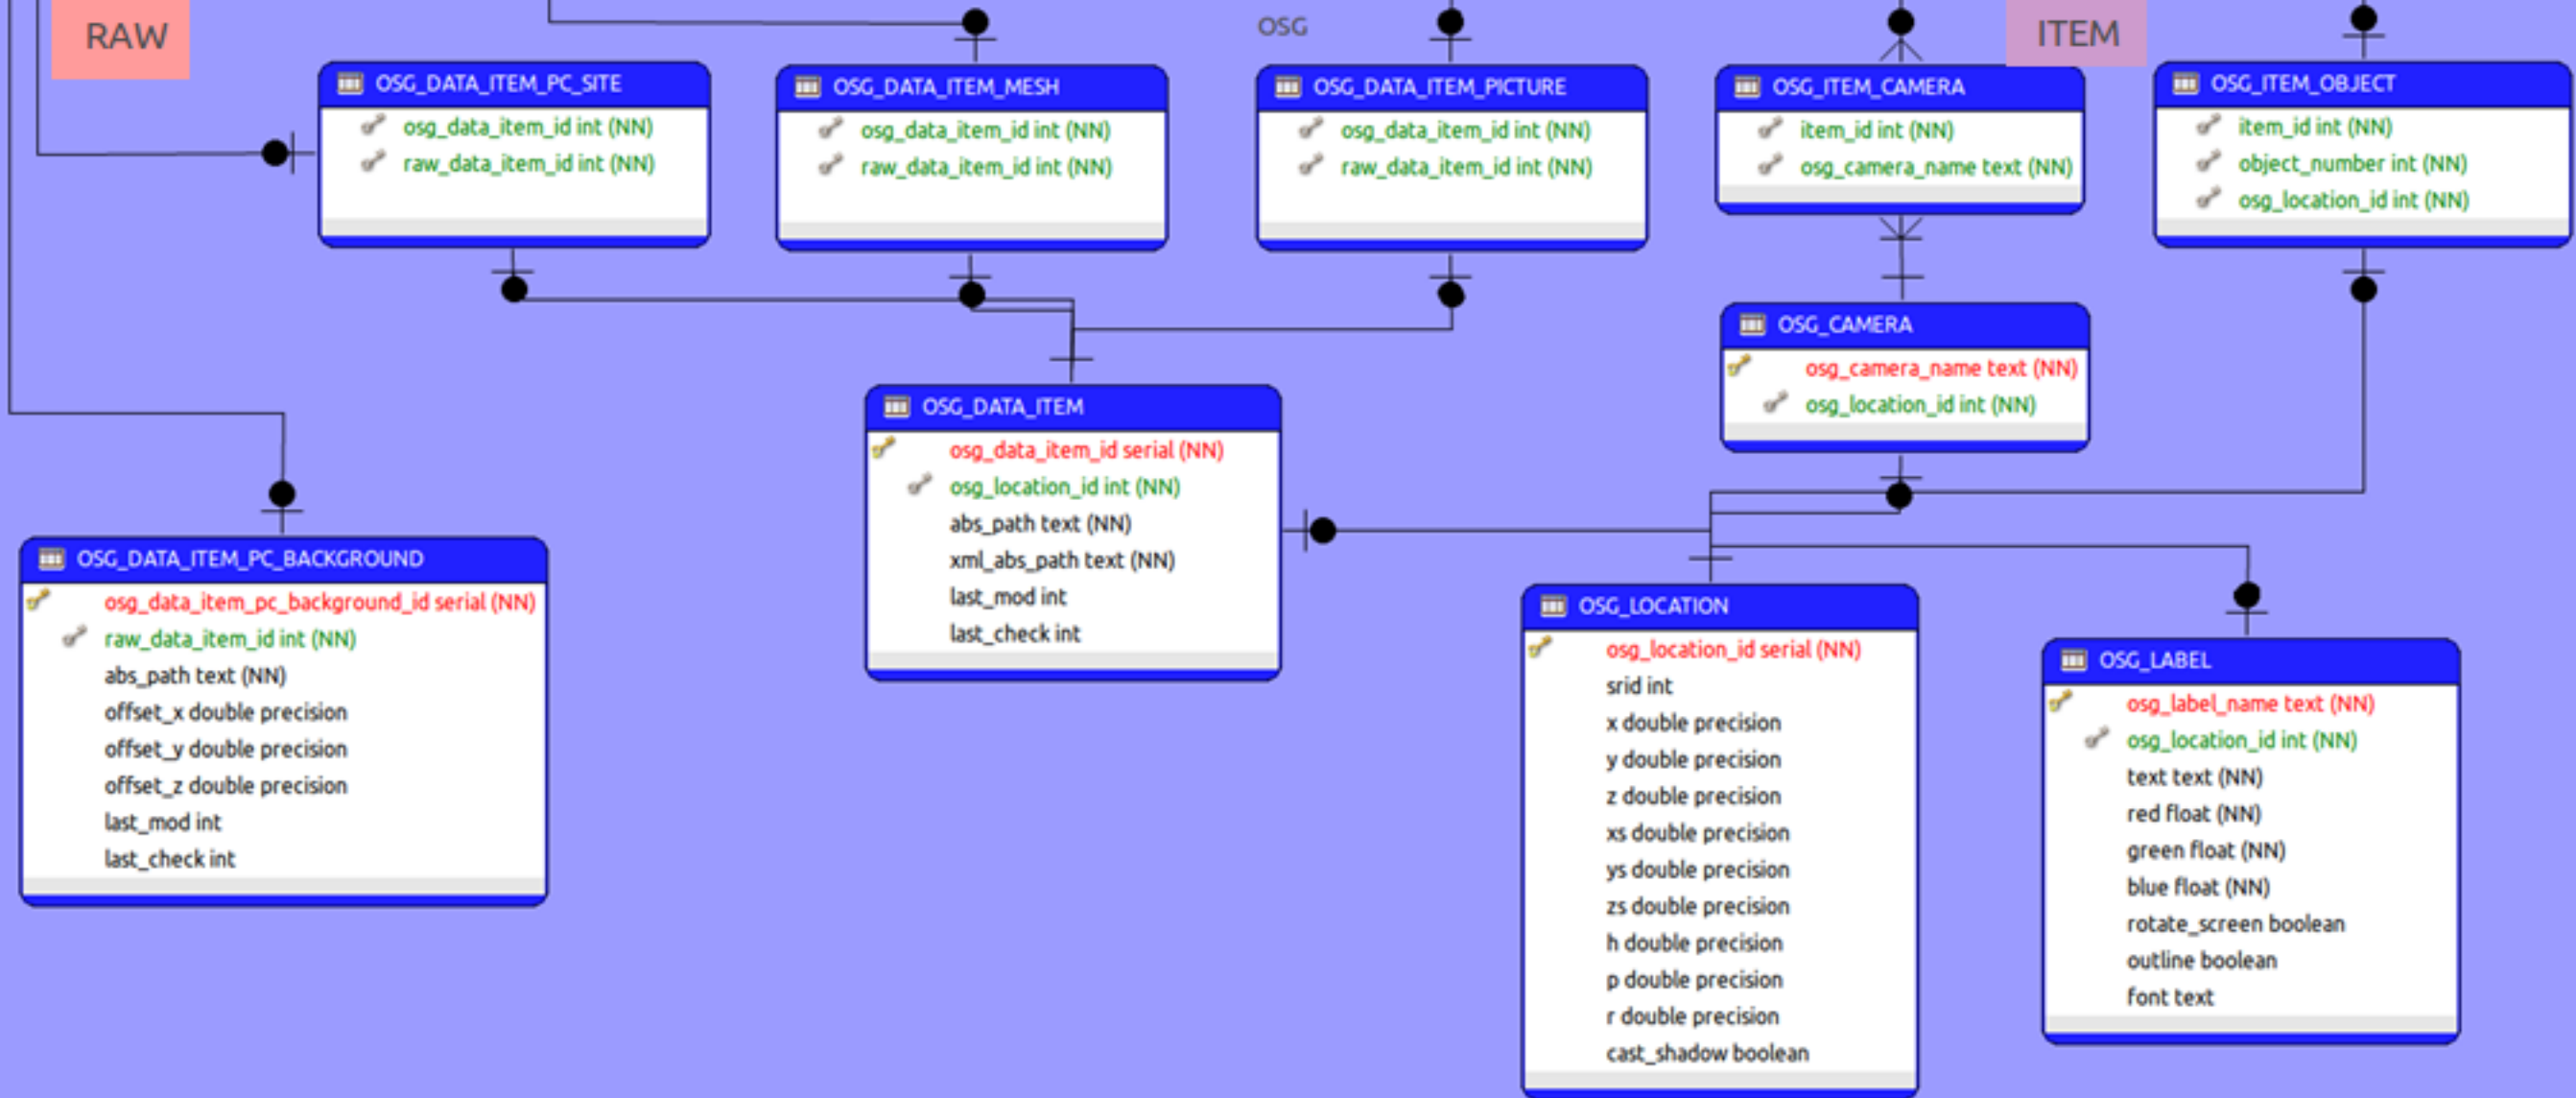 RAW
OSG
ITEM
OSG_DATA_ITEM_PC_SITE
osg_data_item_id int (NN)
raw_data_item_id int (NN)
OSG_DATA_ITEM_MESH
osg_data_item_id int (NN)
raw_data_item_id int (NN)
OSG_DATA_ITEM_PICTURE
osg_data_item_id int (NN)
raw_data_item_id int (NN)
OSG_ITEM_CAMERA
item_id int (NN)
osg_camera_name text (NN)
OSG_ITEM_OBJECT
item_id int (NN)
object_number int (NN)
osg_location_id int (NN)
OSG_CAMERA
osg_camera_name text (NN)
osg_location_id int (NN)
OSG_DATA_ITEM
osg_data_item_id serial (NN)
osg_location_id int (NN)
abs_path text (NN)
xml_abs_path text (NN)
last_mod int
last_check int
OSG_DATA_ITEM_PC_BACKGROUND
osg_data_item_pc_background_id serial (NN)
raw_data_item_id int (NN)
abs_path text (NN)
offset_x double precision
offset_y double precision
offset_z double precision
last_mod int
last_check int
OSG_LOCATION
osg_location_id serial (NN)
srid int
x double precision
y double precision
z double precision
xs double precision
ys double precision
zs double precision
h double precision
p double precision
r double precision
cast_shadow boolean
OSG_LABEL
osg_label_name text (NN)
osg_location_id int (NN)
text text (NN)
red float (NN)
green float (NN)
blue float (NN)
rotate_screen boolean
outline boolean
font text